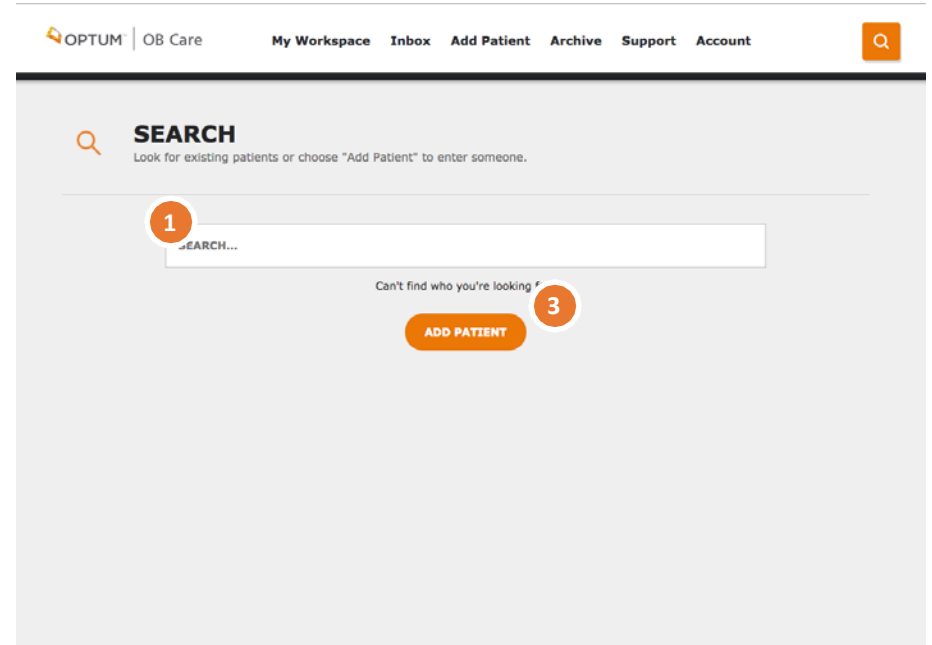 OPTUM™ OB Care My Workspace Inbox Add Patient Archive Support Account
SEARCH
Look for existing patients or choose "Add Patient" to enter someone.
1
SEARCH...
Can't find who you're looking
3
ADD PATIENT